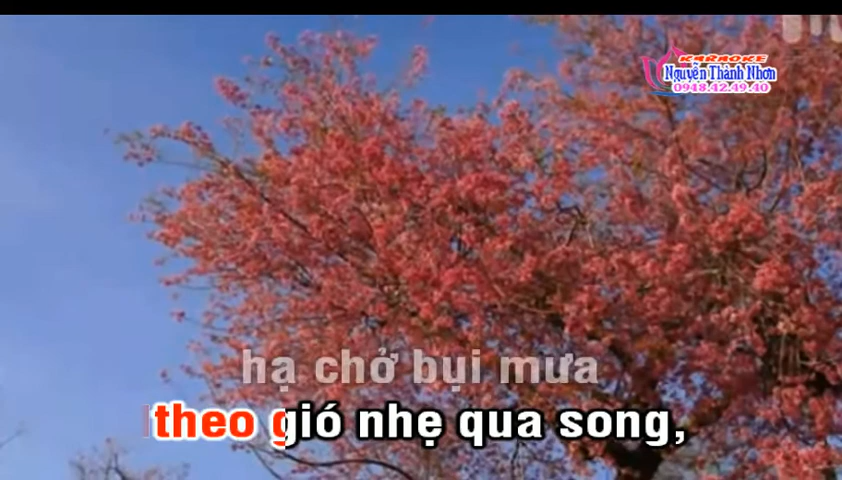 KARAOKE
Nguyễn Thành Nhơn
0948.42.49.40
hạ chở bụi mưa
theo gió nhẹ qua song,